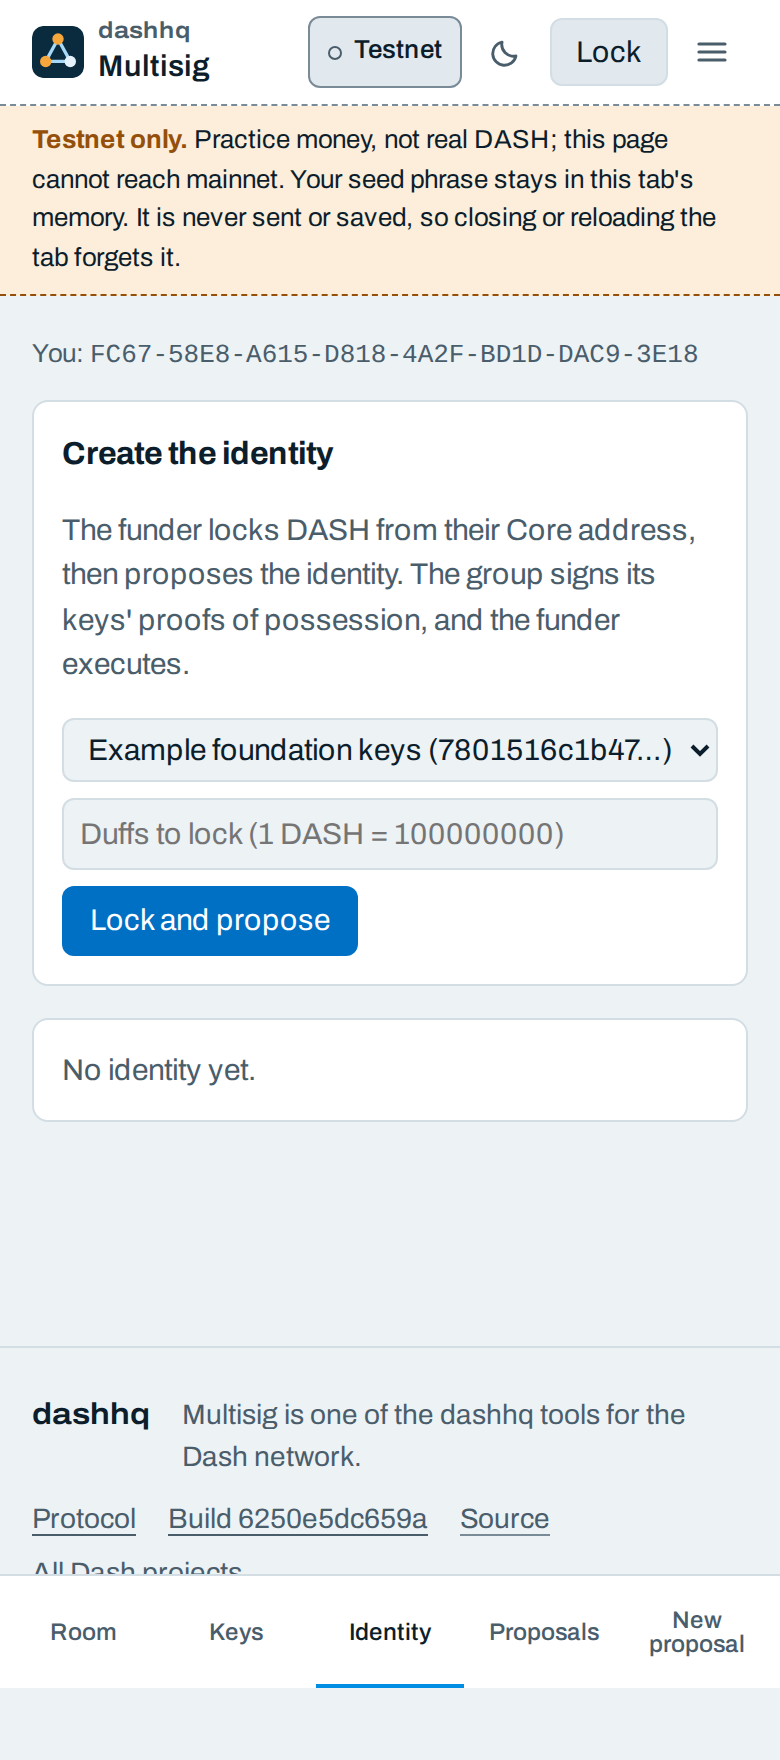 dashhq
Multisig
Testnet
Lock
Testnet only. Practice money, not real DASH; this page
cannot reach mainnet. Your seed phrase stays in this tab's
memory. It is never sent or saved, so closing or reloading the
tab forgets it.
You: FC67-58E8-A615-D818-4A2F-BD1D-DAC9-3E18
Create the identity
The funder locks DASH from their Core address,
then proposes the identity. The group signs its
keys' proofs of possession, and the funder
executes.
Example foundation keys (7801516c1b47...)
Duffs to lock (1 DASH = 100000000)
Lock and propose
No identity yet.
dashhq
Multisig is one of the dashhq tools for the
Dash network.
Protocol Build 6250e5dc659a Source
All Dash projects
Room Keys Identity Proposals New proposal